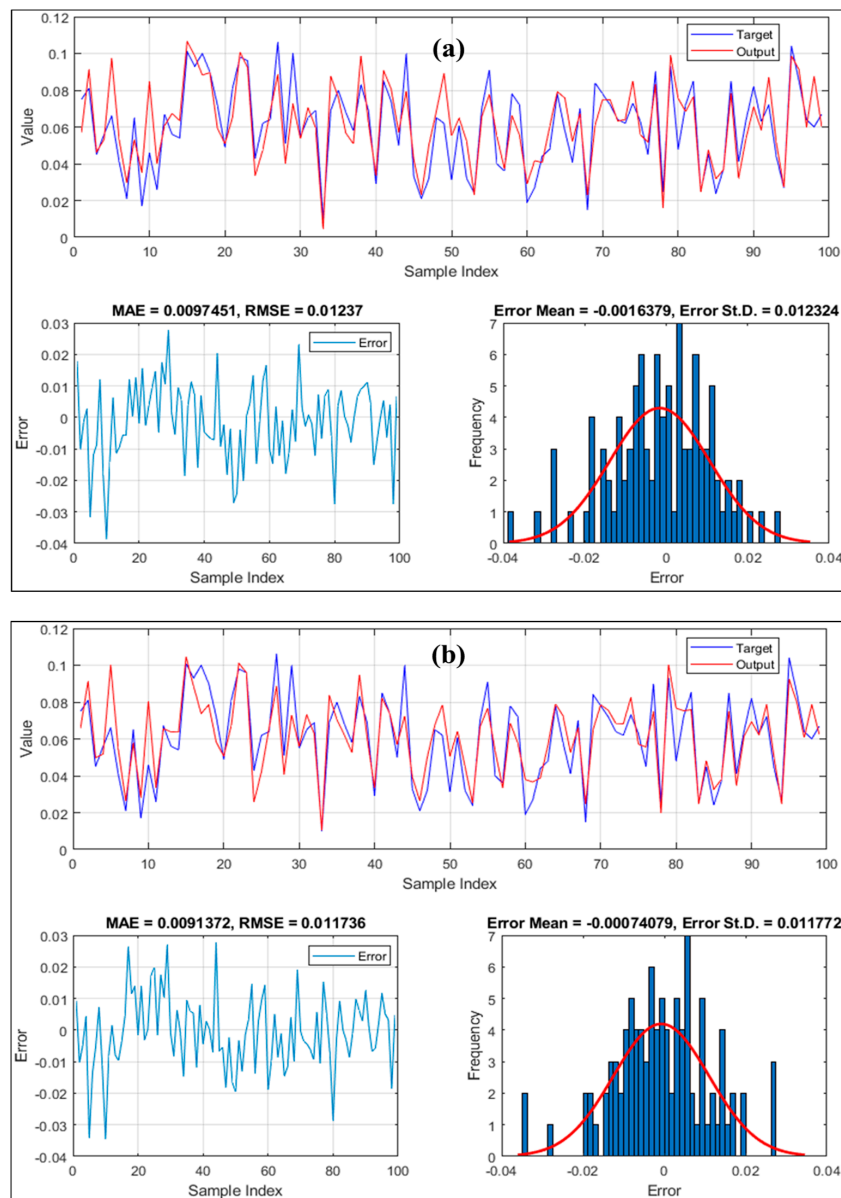 (a)
Target
Output
0.12
0.1
0.08
0.06
0.04
0.02
0
Value
0 10 20 30 40 50 60 70 80 90 100
Sample Index
MAE = 0.0097451, RMSE = 0.01237
Error
0.03
0.02
0.01
0
-0.01
-0.02
-0.03
-0.04
Error
0 20 40 60 80 100
Sample Index
Error Mean = -0.0016379, Error St.D. = 0.012324
7
6
5
4
3
2
1
0
Frequency
-0.04 -0.02 0 0.02 0.04
Error
(b)
Target
Output
0.12
0.1
0.08
0.06
0.04
0.02
0
Value
0 10 20 30 40 50 60 70 80 90 100
Sample Index
MAE = 0.0091372, RMSE = 0.011736
Error
0.03
0.02
0.01
0
-0.01
-0.02
-0.03
-0.04
Error
0 20 40 60 80 100
Sample Index
Error Mean = -0.00074079, Error St.D. = 0.011772
7
6
5
4
3
2
1
0
Frequency
-0.04 -0.02 0 0.02 0.04
Error